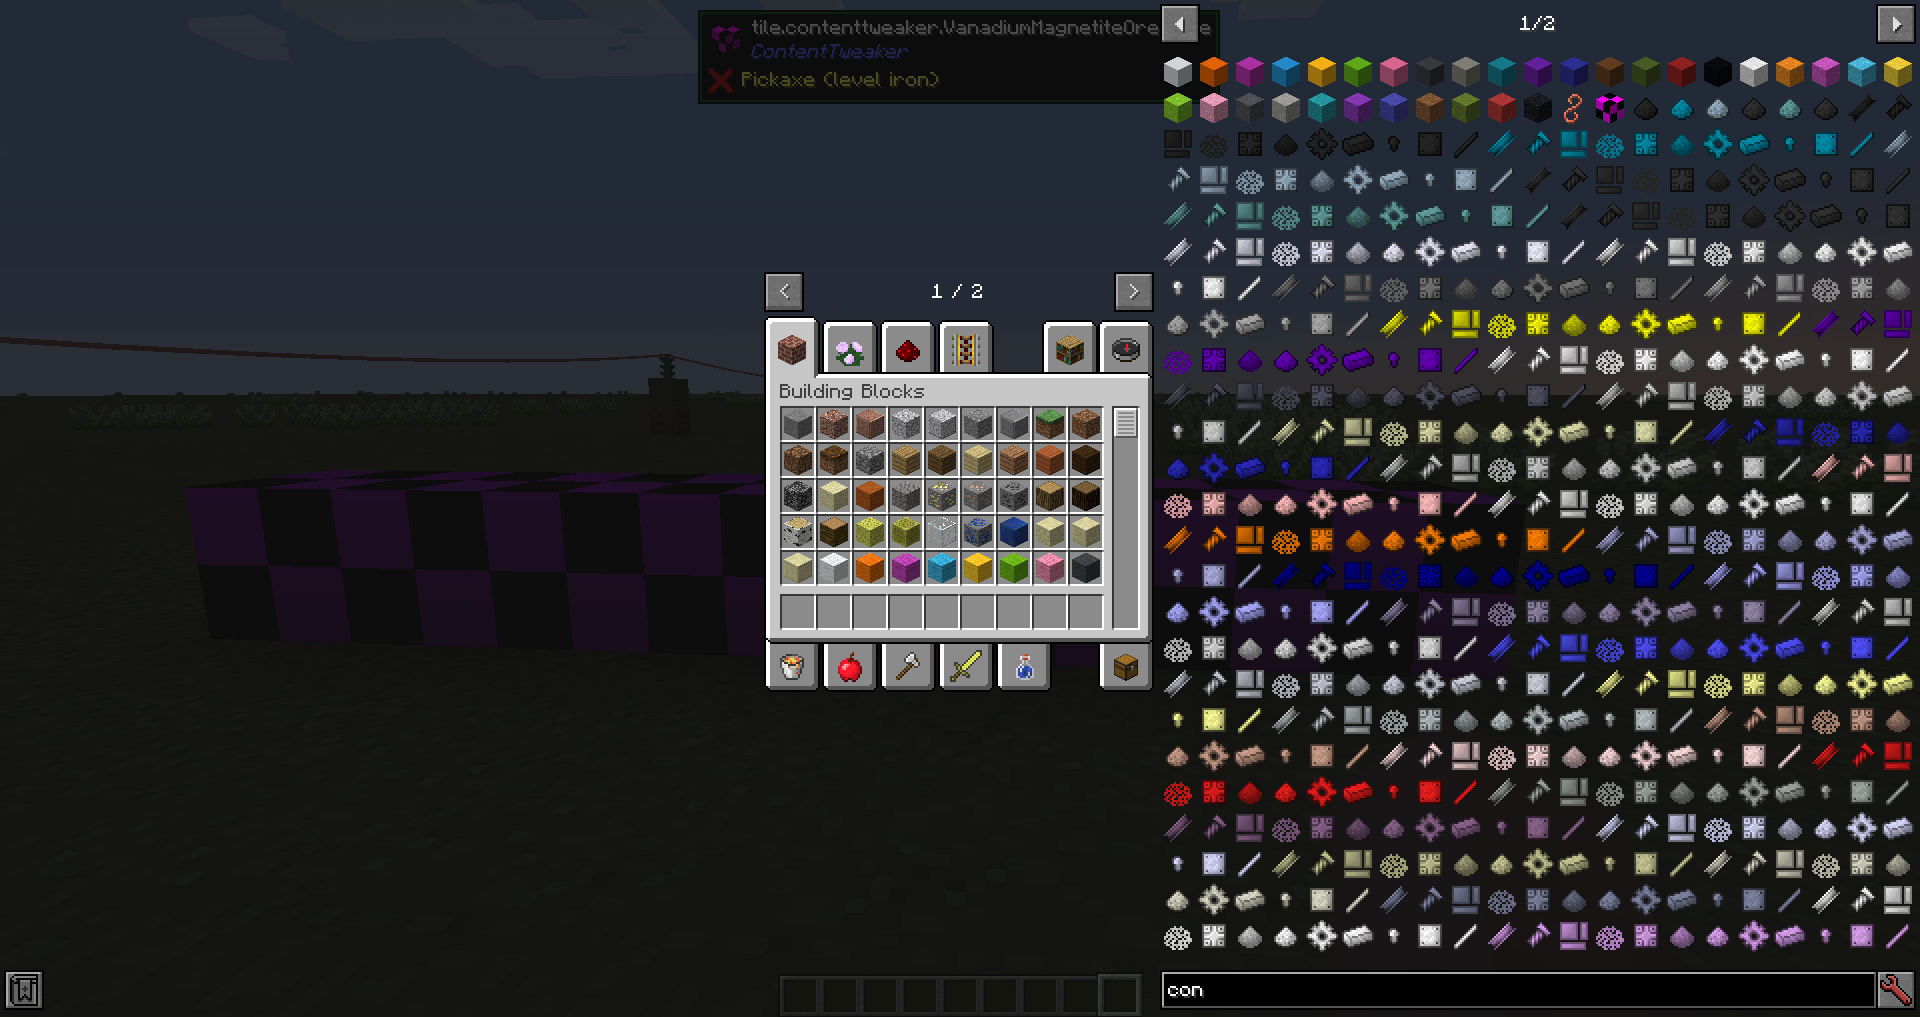 tile.contenttweaker.VanadiumMagnetiteOre
ContentTweaker
Pickaxe (level iron)
1/2
1 / 2
Building Blocks
con